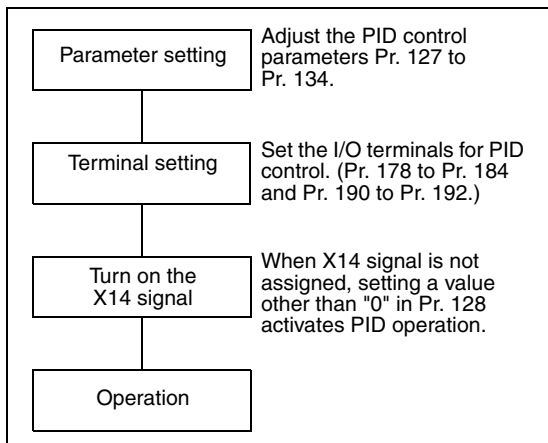 Parameter setting
Adjust the PID control
parameters Pr. 127 to
Pr. 134.
Terminal setting
Set the I/O terminals for PID
control. (Pr. 178 to Pr. 184
and Pr. 190 to Pr. 192.)
Turn on the
X14 signal
When X14 signal is not
assigned, setting a value
other than "0" in Pr. 128
activates PID operation.
Operation